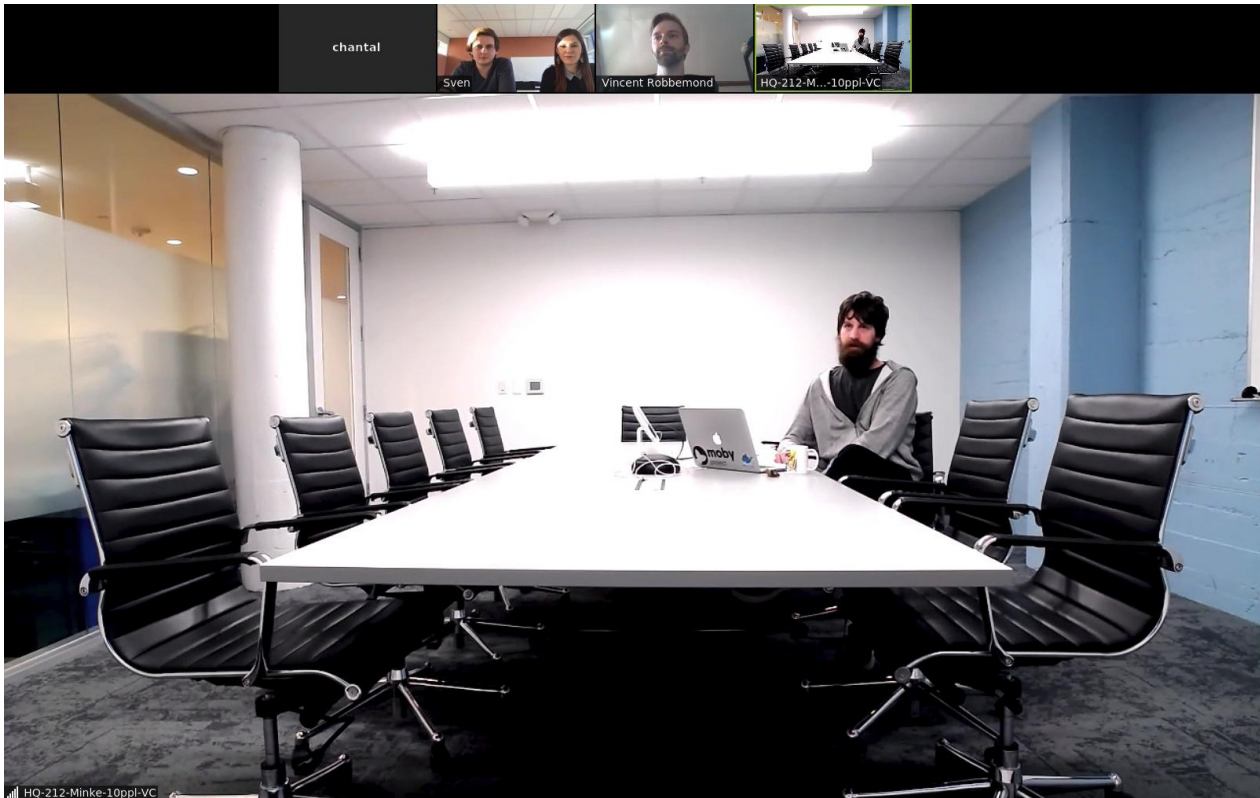 chantal
Sven
Vincent Robbemond
HQ-212-M...-10ppl-VC
moby
HQ-212-Minke-10ppl-VC